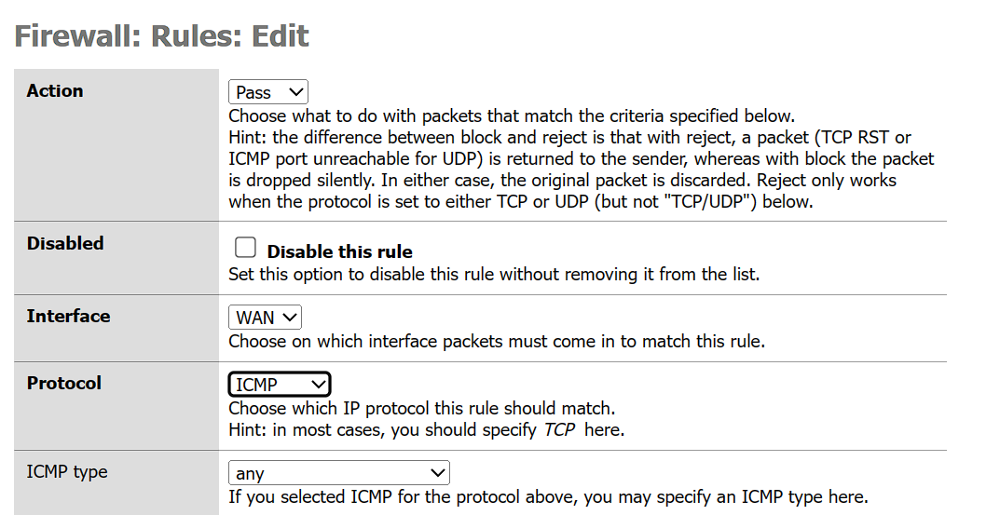 Firewall: Rules: Edit
Action
Pass
Choose what to do with packets that match the criteria specified below.
Hint: the difference between block and reject is that with reject, a packet (TCP RST or
ICMP port unreachable for UDP) is returned to the sender, whereas with block the packet
is dropped silently. In either case, the original packet is discarded. Reject only works
when the protocol is set to either TCP or UDP (but not "TCP/UDP") below.
Disabled
Disable this rule
Set this option to disable this rule without removing it from the list.
Interface
WAN
Choose on which interface packets must come in to match this rule.
Protocol
ICMP
Choose which IP protocol this rule should match.
Hint: in most cases, you should specify TCP here.
ICMP type
any
If you selected ICMP for the protocol above, you may specify an ICMP type here.